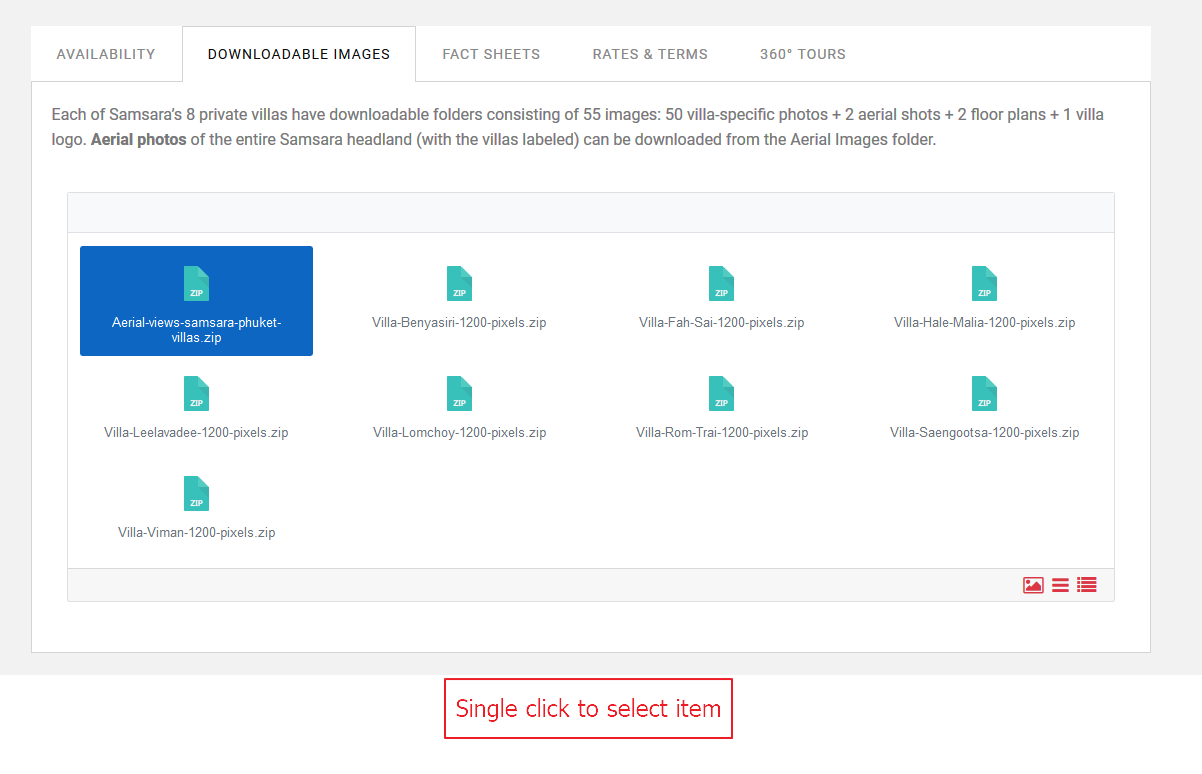 AVAILABILITY
DOWNLOADABLE IMAGES
FACT SHEETS
RATES & TERMS
360° TOURS
Each of Samsara’s 8 private villas have downloadable folders consisting of 55 images: 50 villa-specific photos + 2 aerial shots + 2 floor plans + 1 villa
logo. Aerial photos of the entire Samsara headland (with the villas labeled) can be downloaded from the Aerial Images folder.
ZIP
Aerial-views-samsara-phuket-
villas.zip
ZIP
Villa-Benyasiri-1200-pixels.zip
ZIP
Villa-Fah-Sai-1200-pixels.zip
ZIP
Villa-Hale-Malia-1200-pixels.zip
ZIP
Villa-Leelavadee-1200-pixels.zip
ZIP
Villa-Lomchoy-1200-pixels.zip
ZIP
Villa-Rom-Trai-1200-pixels.zip
ZIP
Villa-Saengootsa-1200-pixels.zip
ZIP
Villa-Viman-1200-pixels.zip
Single click to select item